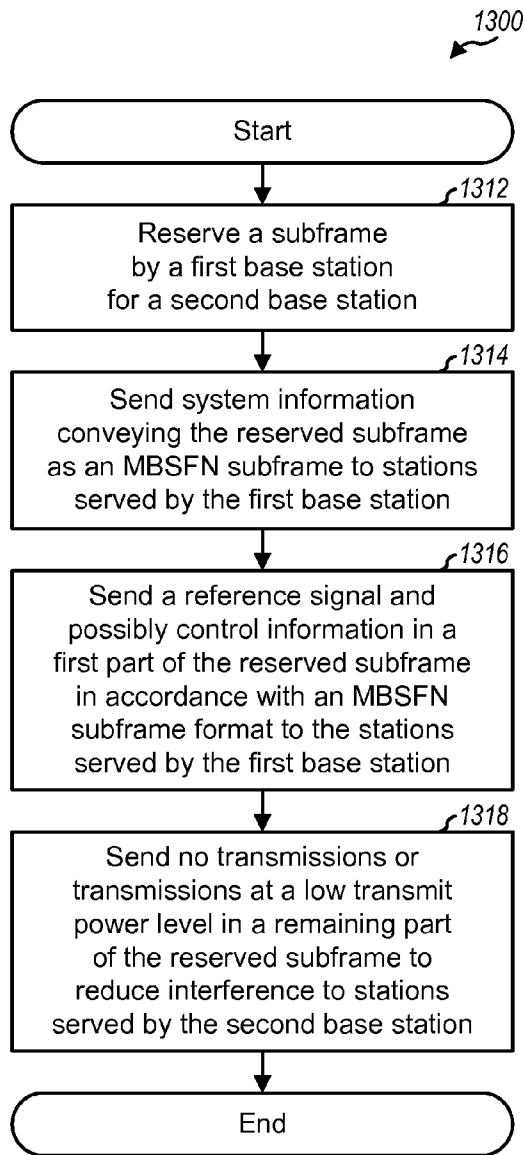 1300
Start
1312
Reserve a subframe
by a first base station
for a second base station
1314
Send system information
conveying the reserved subframe
as an MBSFN subframe to stations
served by the first base station
1316
Send a reference signal and
possibly control information in a
first part of the reserved subframe
in accordance with an MBSFN
subframe format to the stations
served by the first base station
1318
Send no transmissions or
transmissions at a low transmit
power level in a remaining part
of the reserved subframe to
reduce interference to stations
served by the second base station
End